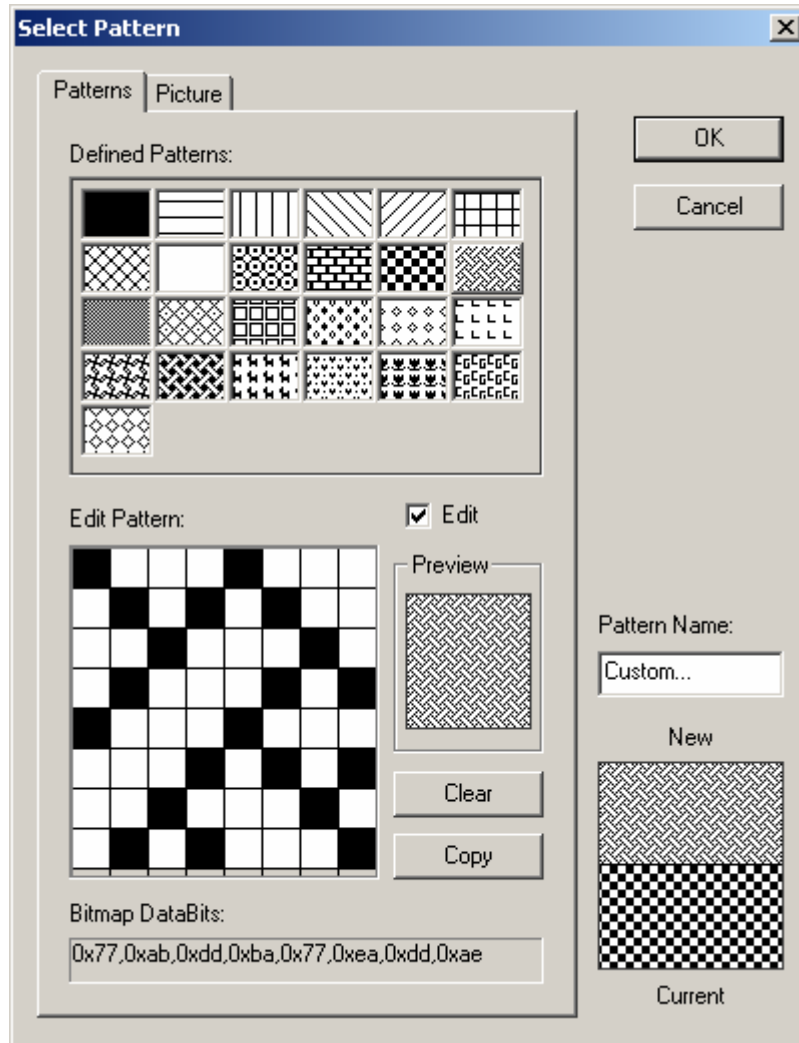 Select Pattern
Patterns
Picture
Defined Patterns:
OK
Cancel
Edit Pattern:
Edit
Preview
Pattern Name:
Custom...
New
Clear
Copy
Bitmap DataBits:
0x77,0xab,0xdd,0xba,0x77,0xea,0xdd,0xae
Current